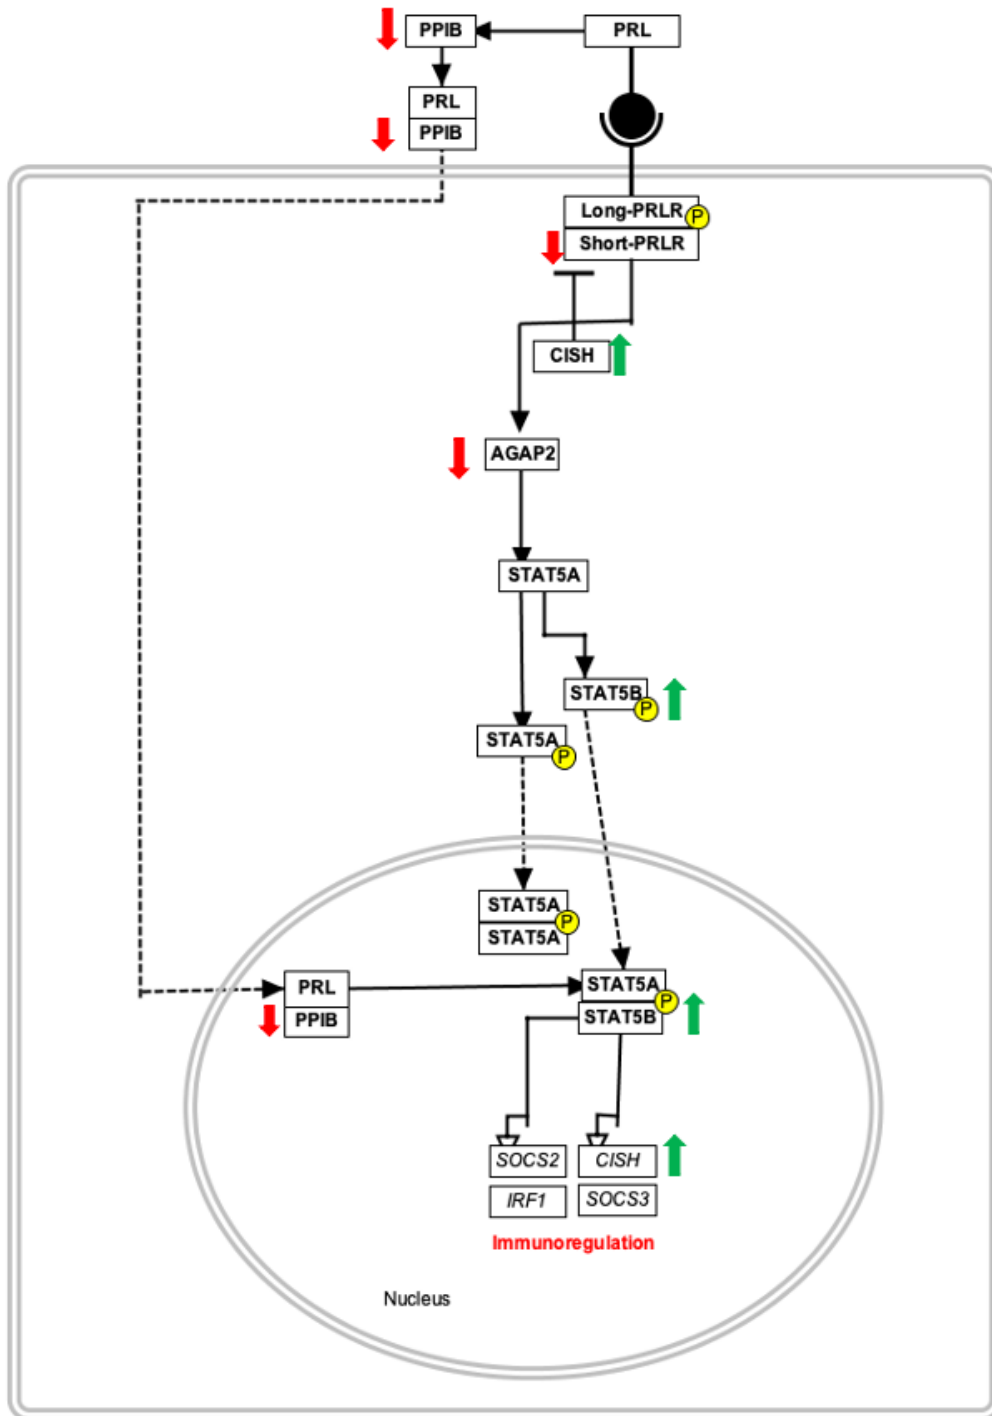 PPIB
PRL
PRL
PPIB
Long-PRLR
P
Short-PRLR
CISH
AGAP2
STAT5A
STAT5B
P
STAT5A
P
STAT5A
P
STAT5A
PRL
PPIB
STAT5A
P
STAT5B
SOCS2
CISH
IRF1
SOCS3
Immunoregulation
Nucleus